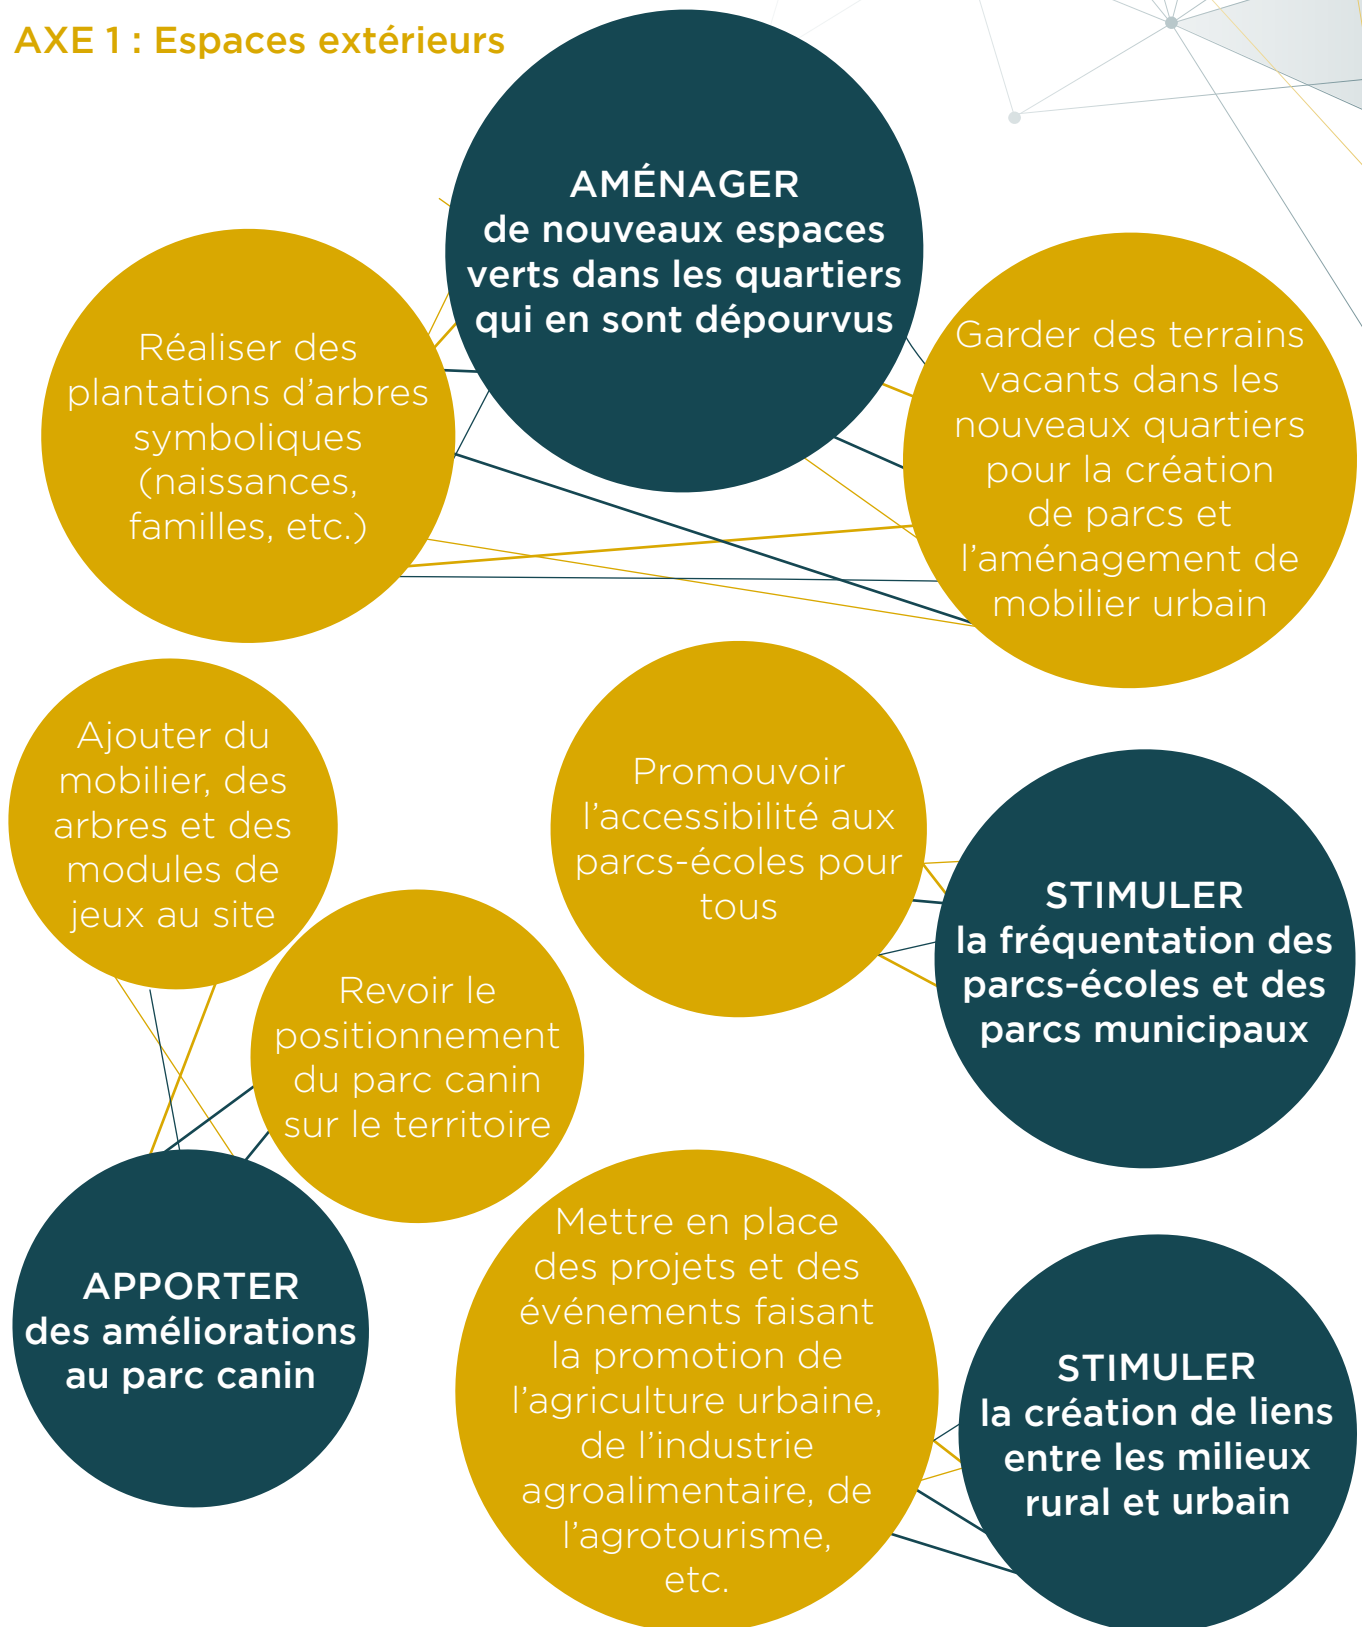 AXE 1 : Espaces extérieurs
AMÉNAGER
de nouveaux espaces
verts dans les quartiers
qui en sont dépourvus
Réaliser des
plantations d’arbres
symboliques
(naissances,
familles, etc.)
Garder des terrains
vacants dans les
nouveaux quartiers
pour la création
de parcs et
l’aménagement de
mobilier urbain
Ajouter du
mobilier, des
arbres et des
modules de
jeux au site
Promouvoir
l’accessibilité aux
parcs-écoles pour
tous
STIMULER
la fréquentation des
parcs-écoles et des
parcs municipaux
Revoir le
positionnement
du parc canin
sur le territoire
APPORTER
des améliorations
au parc canin
Mettre en place
des projets et des
événements faisant
la promotion de
l’agriculture urbaine,
de l’industrie
agroalimentaire, de
l’agrotourisme,
etc.
STIMULER
la création de liens
entre les milieux
rural et urbain